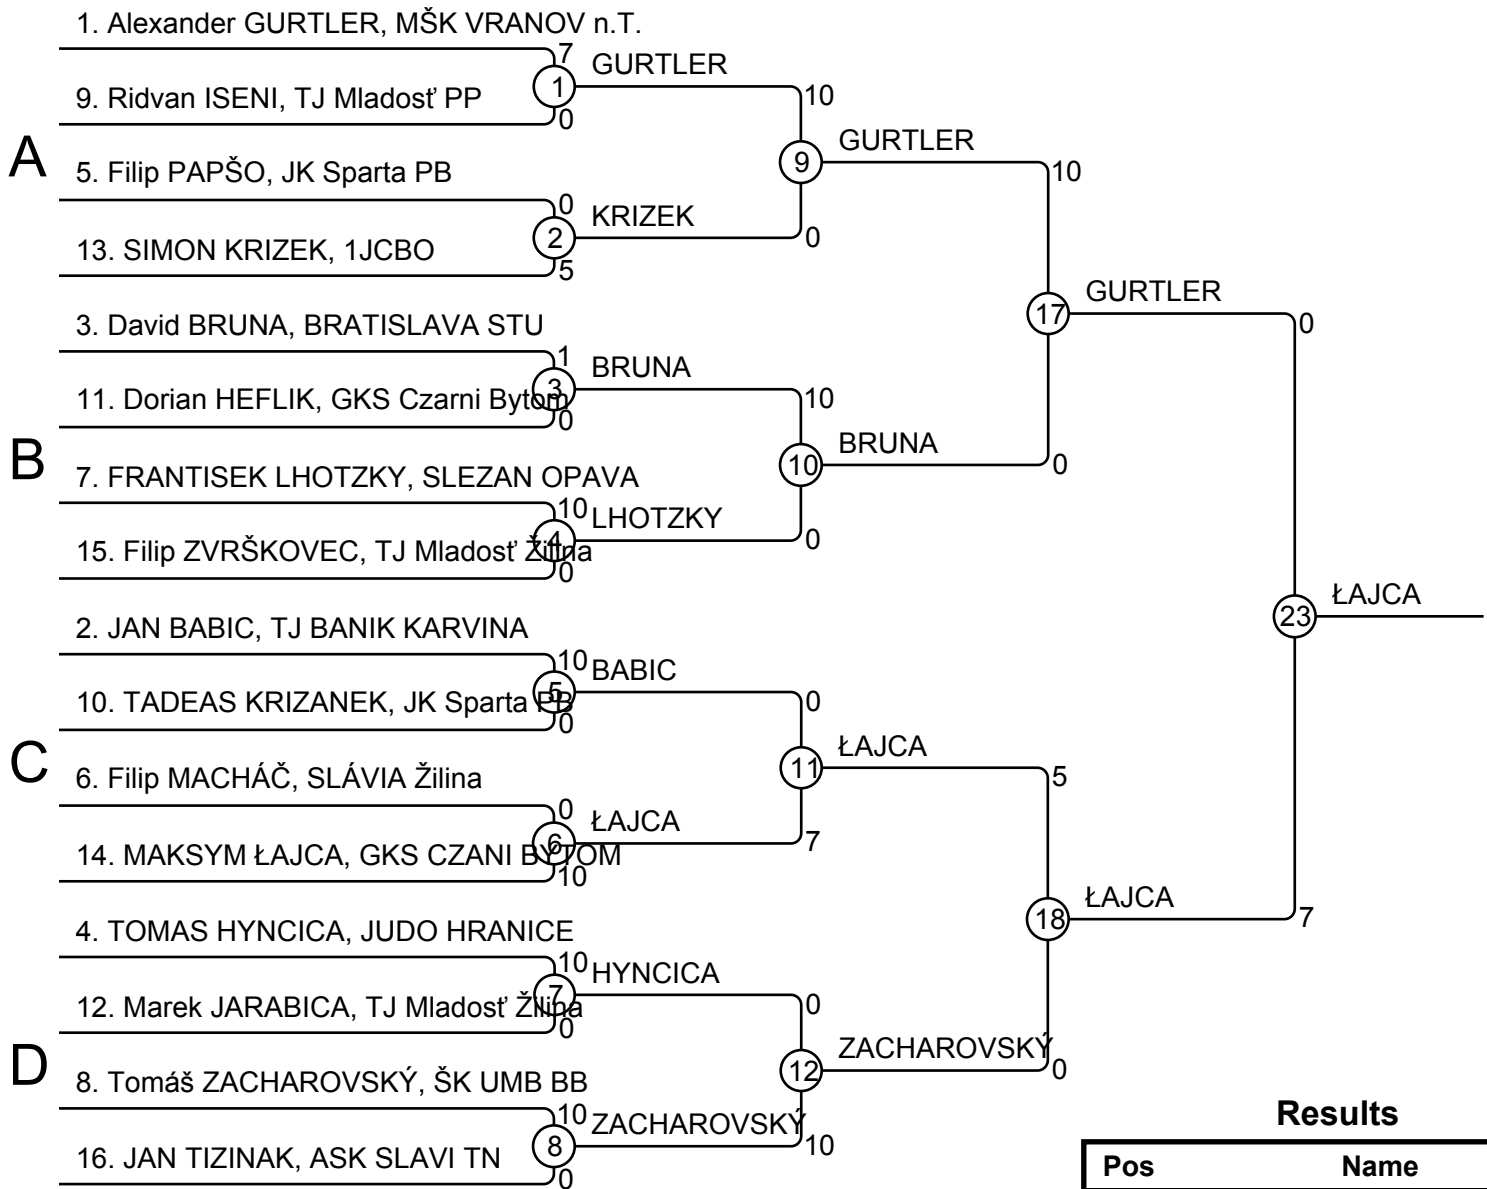 1. Alexander GURTLER, MŠK VRANOV n.T.
7
GURTLER
1
10
9. Ridvan ISENI, TJ Mladosť PP
0
A
GURTLER
9
10
5. Filip PAPŠO, JK Sparta PB
0
KRIZEK
2
0
13. SIMON KRIZEK, 1JCBO
5
GURTLER
17
0
3. David BRUNA, BRATISLAVA STU
1
BRUNA
3
10
11. Dorian HEFLIK, GKS Czarni Bytom
0
B
BRUNA
10
0
7. FRANTISEK LHOTZKY, SLEZAN OPAVA
10
LHOTZKY
4
0
15. Filip ZVRŠKOVEC, TJ Mladosť Žilina
0
ŁAJCA
23
2. JAN BABIC, TJ BANIK KARVINA
10
BABIC
5
0
10. TADEAS KRIZANEK, JK Sparta PB
0
C
ŁAJCA
11
5
6. Filip MACHÁČ, SLÁVIA Žilina
0
ŁAJCA
6
7
14. MAKSYM ŁAJCA, GKS CZANI BYTOM
10
ŁAJCA
18
7
4. TOMAS HYNCICA, JUDO HRANICE
10
HYNCICA
7
0
12. Marek JARABICA, TJ Mladosť Žilina
0
D
ZACHAROVSKÝ
12
0
8. Tomáš ZACHAROVSKÝ, ŠK UMB BB
10
ZACHAROVSKÝ
8
10
16. JAN TIZINAK, ASK SLAVI TN
0
Results
Pos Name